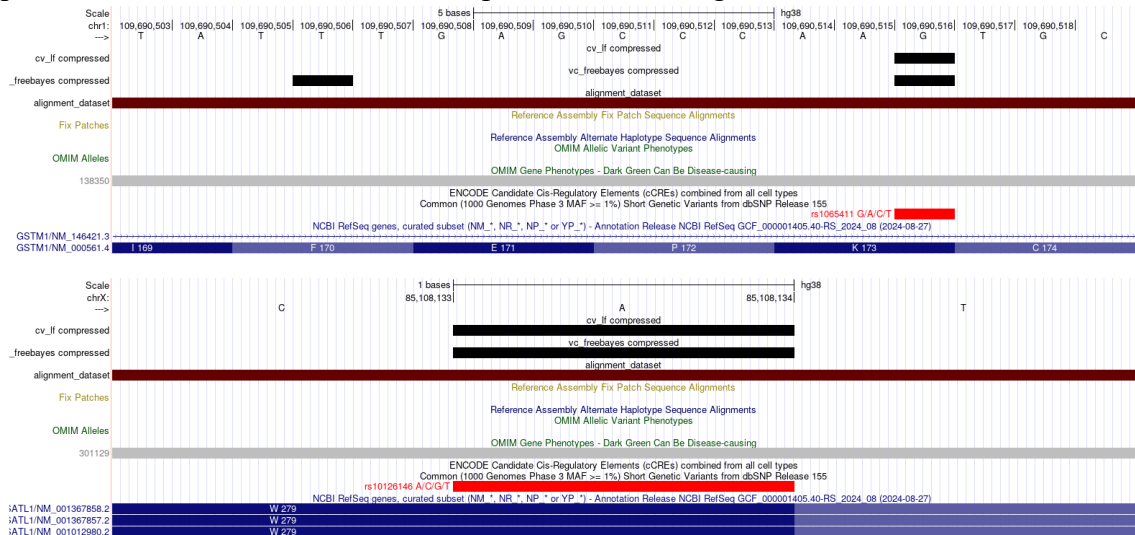 Scale 5 bases hg38
chr1: 109,690,503 109,690,504 109,690,505 109,690,506 109,690,507 109,690,508 109,690,509 109,690,510 109,690,511 109,690,512 109,690,513 109,690,514 109,690,515 109,690,516 109,690,517 109,690,518
---> T A T T T G A G C C C A A G T G C
cv_lf compressed
cv_lf compressed
vc_freebayes compressed
_freebayes compressed
alignment_dataset
alignment_dataset
Reference Assembly Fix Patch Sequence Alignments
Fix Patches
Reference Assembly Alternate Haplotype Sequence Alignments
OMIM Allelic Variant Phenotypes
OMIM Alleles
OMIM Gene Phenotypes - Dark Green Can Be Disease-causing
138350
ENCODE Candidate Cis-Regulatory Elements (cCREs) combined from all cell types
Common (1000 Genomes Phase 3 MAF >= 1%) Short Genetic Variants from dbSNP Release 155
rs1065411 G/A/C/T
NCBI RefSeq genes, curated subset (NM_*, NR_*, NP_* or YP_*) - Annotation Release NCBI RefSeq GCF_000001405.40-RS_2024_08 (2024-08-27)
GSTM1/NM_146421.3
GSTM1/NM_000561.4 I 169 F 170 E 171 P 172 K 173 C 174
Scale 1 bases hg38
chrX: 85,108,133 85,108,134
---> C A T
cv_lf compressed
cv_lf compressed
vc_freebayes compressed
_freebayes compressed
alignment_dataset
alignment_dataset
Reference Assembly Fix Patch Sequence Alignments
Fix Patches
Reference Assembly Alternate Haplotype Sequence Alignments
OMIM Allelic Variant Phenotypes
OMIM Alleles
OMIM Gene Phenotypes - Dark Green Can Be Disease-causing
301129
ENCODE Candidate Cis-Regulatory Elements (cCREs) combined from all cell types
Common (1000 Genomes Phase 3 MAF >= 1%) Short Genetic Variants from dbSNP Release 155
rs10126146 A/C/G/T
NCBI RefSeq genes, curated subset (NM_*, NR_*, NP_* or YP_*) - Annotation Release NCBI RefSeq GCF_000001405.40-RS_2024_08 (2024-08-27)
SATL1/NM_001367858.2 W 279
SATL1/NM_001367857.2 W 279
SATL1/NM_001012980.2 W 279